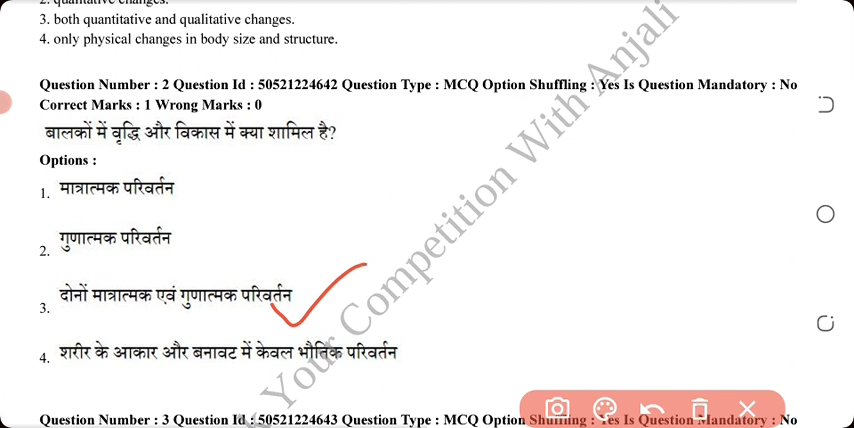 3. both quantitative and qualitative changes.
4. only physical changes in body size and structure.
Question Number : 2 Question Id : 50521224642 Question Type : MCQ Option Shuffling : Yes Is Question Mandatory : No
Correct Marks : 1 Wrong Marks : 0
बालकों में वृद्धि और विकास में क्या शामिल है?
Options :
1. मात्रात्मक परिवर्तन
2. गुणात्मक परिवर्तन
3. दोनों मात्रात्मक एवं गुणात्मक परिवर्तन
4. शरीर के आकार और बनावट में केवल भौतिक परिवर्तन
Your Competition With Anjali
Question Number : 3 Question Id : 50521224643 Question Type : MCQ Option Shuffling : Yes Is Question Mandatory : No